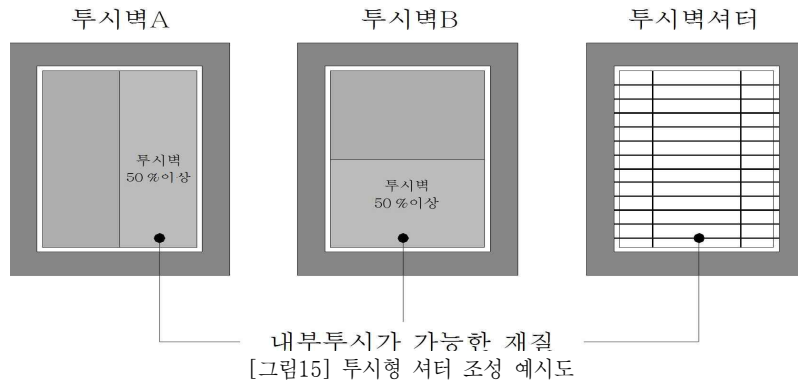 투시벽A 투시벽B 투시벽셔터
투시벽
50%이상
투시벽
50%이상
내부투시가 가능한 재질
[그림15] 투시형 셔터 조성 예시도